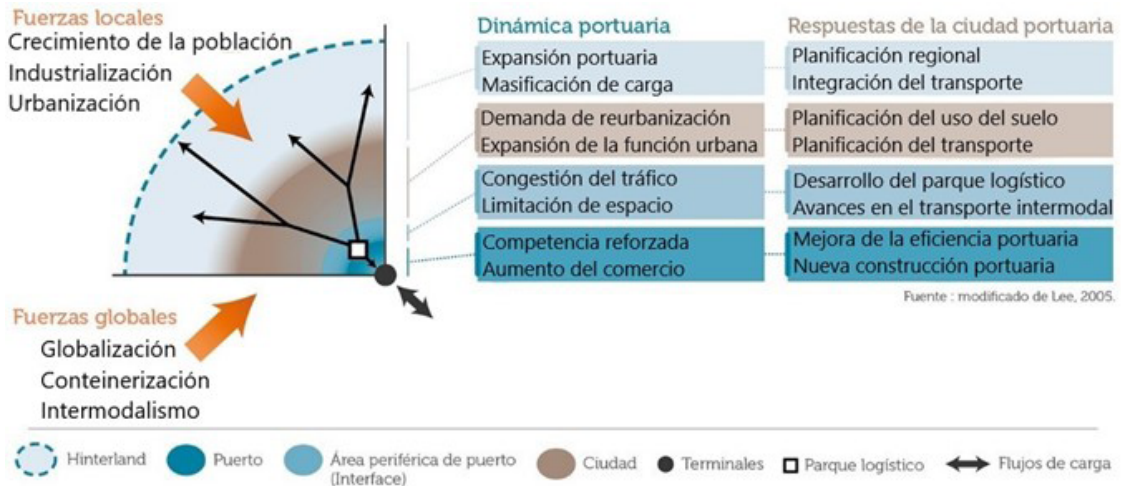 Fuerzas locales
Crecimiento de la población
Industrialización
Urbanización
Fuerzas globales
Globalización
Conteinerización
Intermodalismo
Dinámica portuaria
Expansión portuaria
Masificación de carga
Demanda de reurbanización
Expansión de la función urbana
Congestión del tráfico
Limitación de espacio
Competencia reforzada
Aumento del comercio
Respuestas de la ciudad portuaria
Planificación regional
Integración del transporte
Planificación del uso del suelo
Planificación del transporte
Desarrollo del parque logístico
Avances en el transporte intermodal
Mejora de la eficiencia portuaria
Nueva construcción portuaria
Fuente : modificado de Lee, 2005.
Hinterland
Puerto
Área periférica de puerto
(Interface)
Ciudad
Terminales
Parque logístico
Flujos de carga